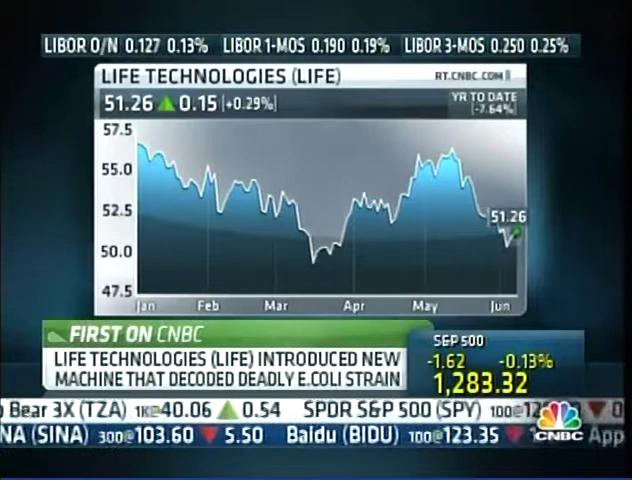 LIBOR O/N 0.127 0.13% LIBOR 1-MOS 0.190 0.19% LIBOR 3-MOS 0.250 0.25%
LIFE TECHNOLOGIES (LIFE) RT.CNBC.COM
51.26 ▲ 0.15 [+0.29%] YR TO DATE
[-7.64%]
57.5
55.0
52.5
51.26
50.0
47.5
Jan Feb Mar Apr May Jun
FIRST ON CNBC
LIFE TECHNOLOGIES (LIFE) INTRODUCED NEW
MACHINE THAT DECODED DEADLY E.COLI STRAIN
S&P 500
-1.62 -0.13%
1,283.32
Bear 3X (TZA) 1K@40.06 ▲ 0.54 SPDR S&P 500 (SPY) 100@ ▼ 0
CNBC
NA (SINA) 300@103.60 ▼ 5.50 Baidu (BIDU) 100@123.35 ▼ App